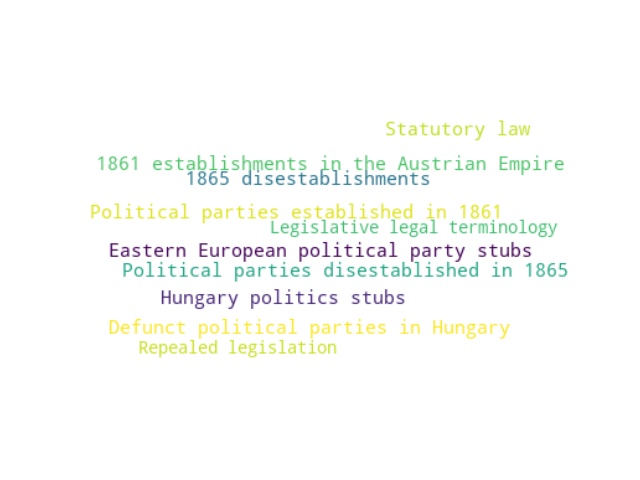 Statutory law
1861 establishments in the Austrian Empire
1865 disestablishments
Political parties established in 1861
Legislative legal terminology
Eastern European political party stubs
Political parties disestablished in 1865
Hungary politics stubs
Defunct political parties in Hungary
Repealed legislation